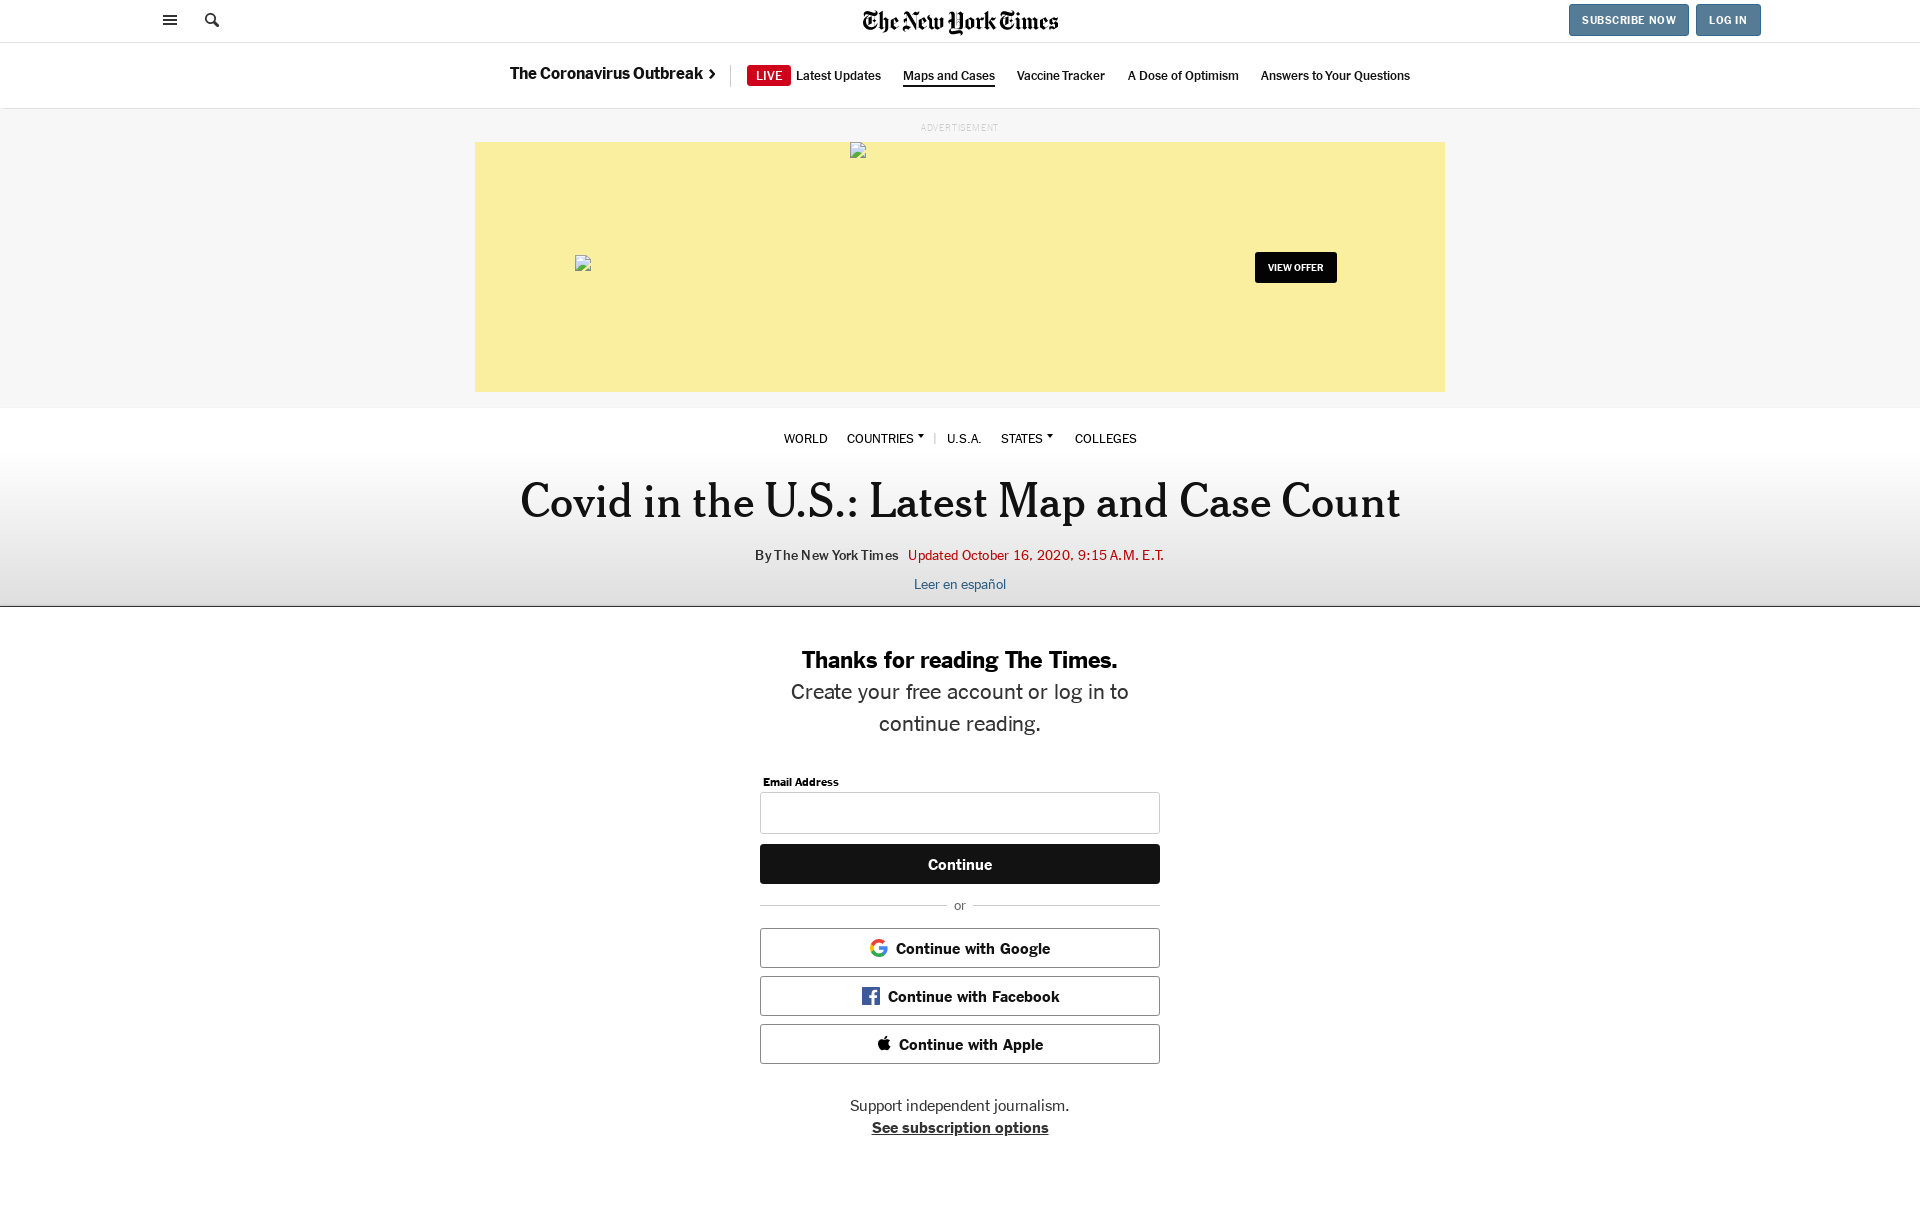 The New York Times
SUBSCRIBE NOW
LOG IN
The Coronavirus Outbreak
LIVE Latest Updates
Maps and Cases
Vaccine Tracker
A Dose of Optimism
Answers to Your Questions
ADVERTISEMENT
VIEW OFFER
WORLD
COUNTRIES
U.S.A.
STATES
COLLEGES
Covid in the U.S.: Latest Map and Case Count
By The New York Times Updated October 16, 2020, 9:15 A.M. E.T.
Leer en español
Thanks for reading The Times.
Create your free account or log in to
continue reading.
Email Address
Continue
or
Continue with Google
Continue with Facebook
Continue with Apple
Support independent journalism.
See subscription options